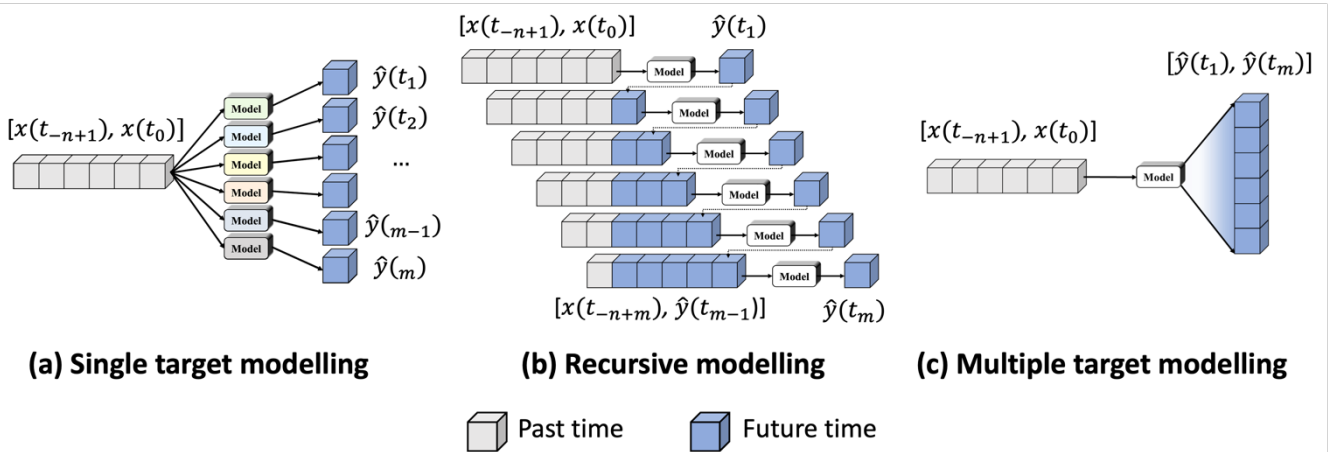 [x(t₋ₙ₊₁), x(t₀)]
Model
Model
Model
Model
Model
Model
ŷ(t₁)
ŷ(t₂)
...
ŷ(ₘ₋₁)
ŷ(ₘ)
(a) Single target modelling
[x(t₋ₙ₊₁), x(t₀)]
ŷ(t₁)
Model
Model
Model
Model
Model
Model
[x(t₋ₙ₊ₘ), ŷ(tₘ₋₁)]
ŷ(tₘ)
(b) Recursive modelling
[ŷ(t₁), ŷ(tₘ)]
[x(t₋ₙ₊₁), x(t₀)]
Model
(c) Multiple target modelling
Past time
Future time